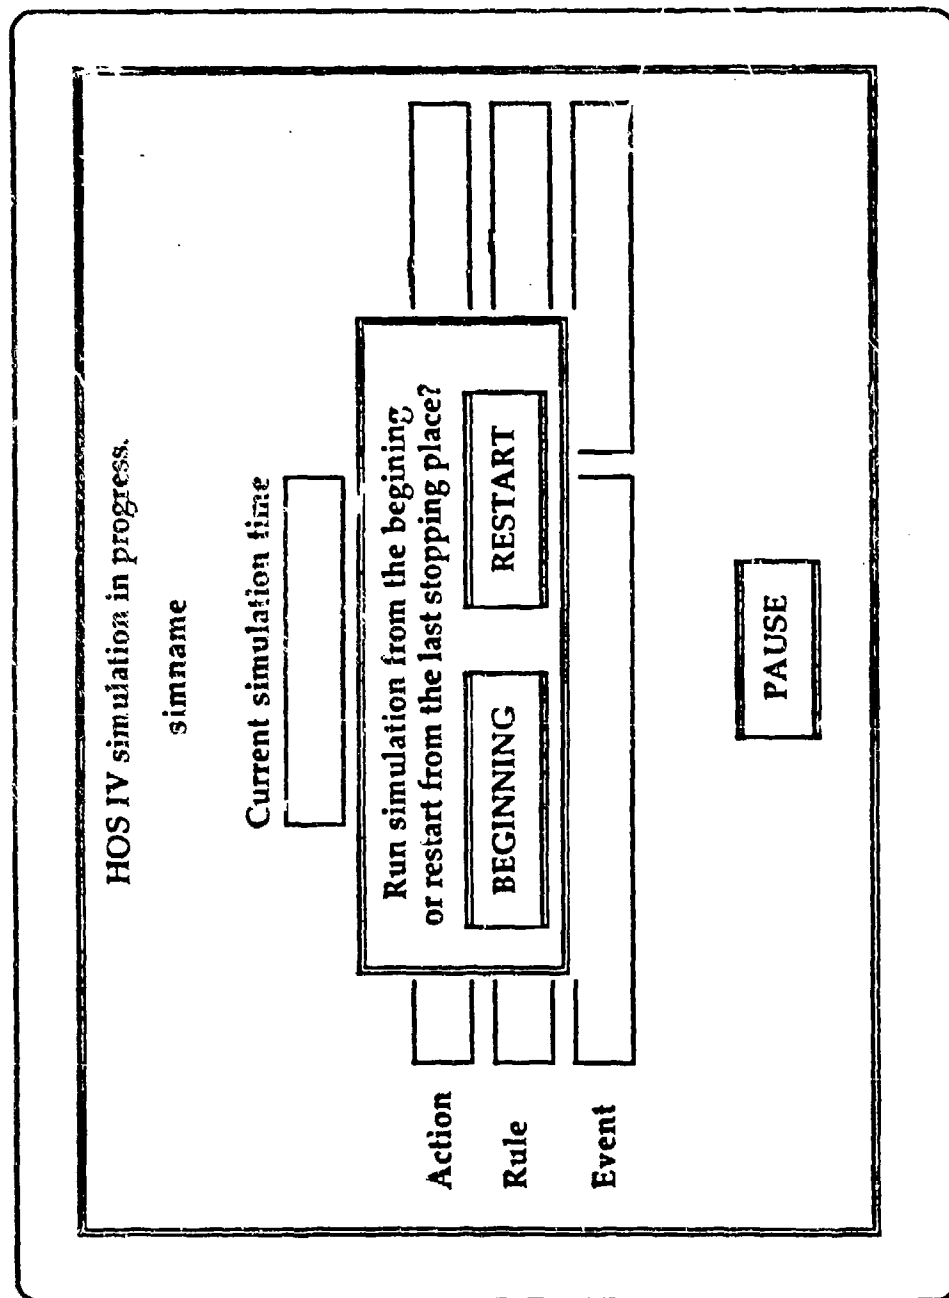 HOS IV simulation in progress.
simname
Current simulation time
Run simulation from the begining
or restart from the last stopping place?
BEGINNING
RESTART
Action
Rule
Event
PAUSE